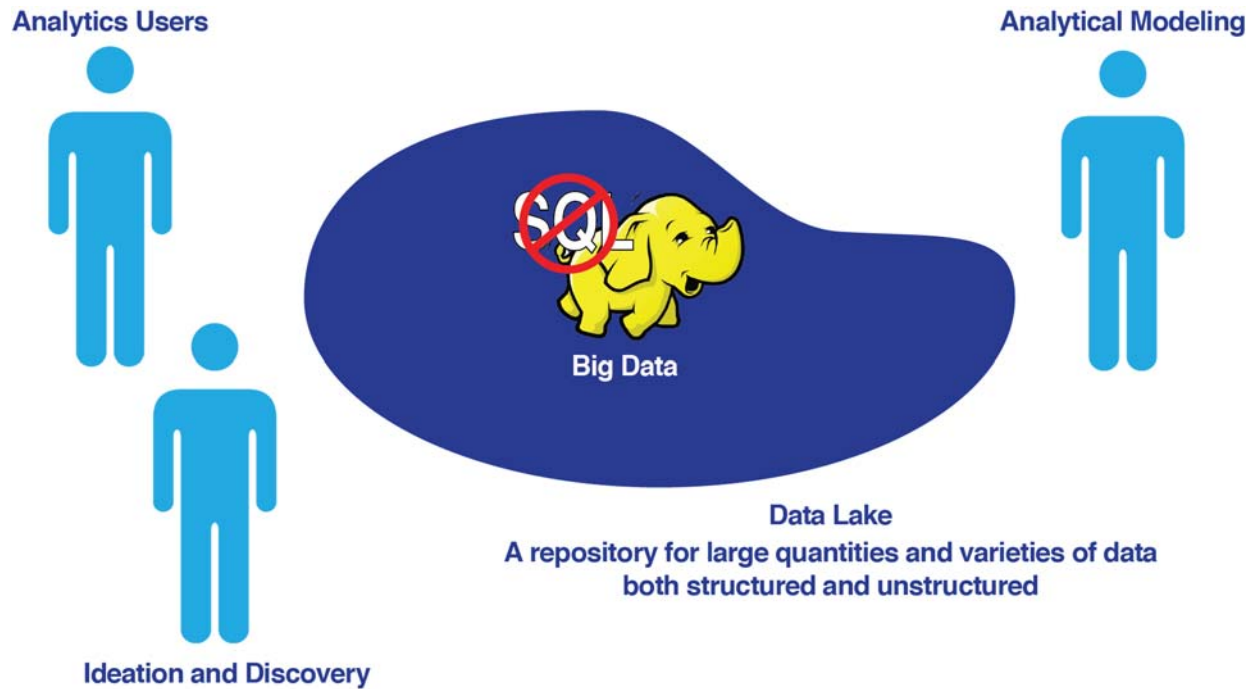 Analytics Users
Analytical Modeling
SQL
Big Data
Data Lake
A repository for large quantities and varieties of data
both structured and unstructured
Ideation and Discovery